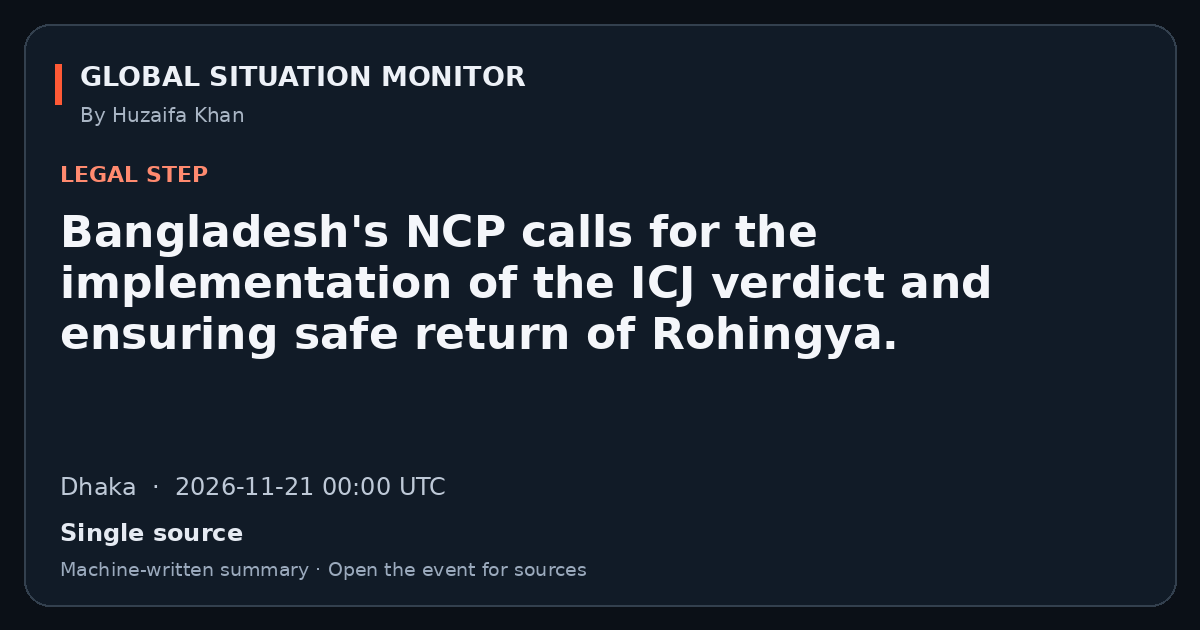 GLOBAL SITUATION MONITOR
By Huzaifa Khan
LEGAL STEP
Bangladesh's NCP calls for the
implementation of the ICJ verdict and
ensuring safe return of Rohingya.
Dhaka · 2026-11-21 00:00 UTC
Single source
Machine-written summary · Open the event for sources